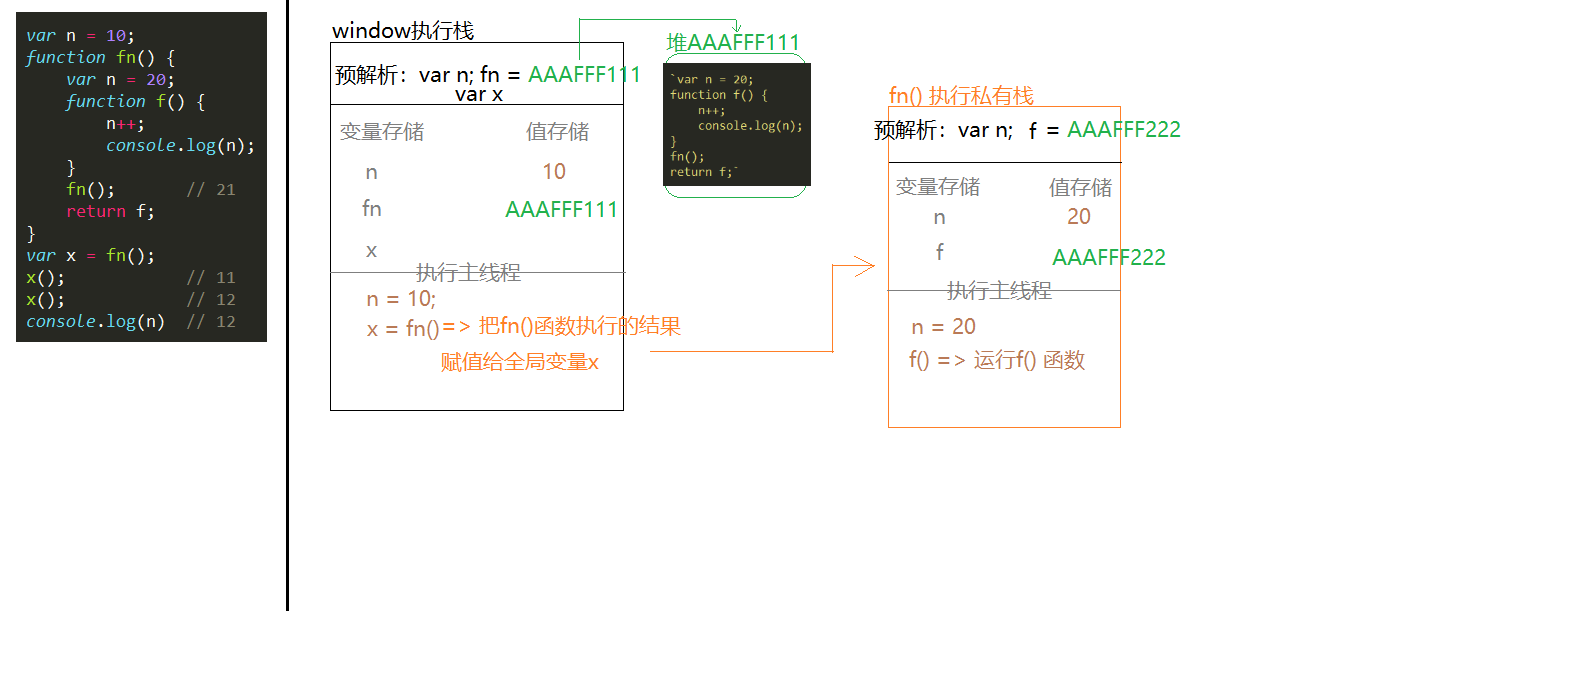 var n = 10;
function fn() {
    var n = 20;
    function f() {
        n++;
        console.log(n);
    }
    fn();       // 21
    return f;
}
var x = fn();
x();            // 11
x();            // 12
console.log(n)  // 12
window执行栈
预解析：var n; fn = AAAFFF111
var x
变量存储 值存储
n 10
fn AAAFFF111
x
执行主线程
n = 10;
x = fn() => 把fn()函数执行的结果
赋值给全局变量x
堆AAAFFF111
`var n = 20;
function f() {
    n++;
    console.log(n);
}
fn();
return f;`
fn() 执行私有栈
预解析：var n; f = AAAFFF222
变量存储 值存储
n 20
f AAAFFF222
执行主线程
n = 20
f() => 运行f() 函数